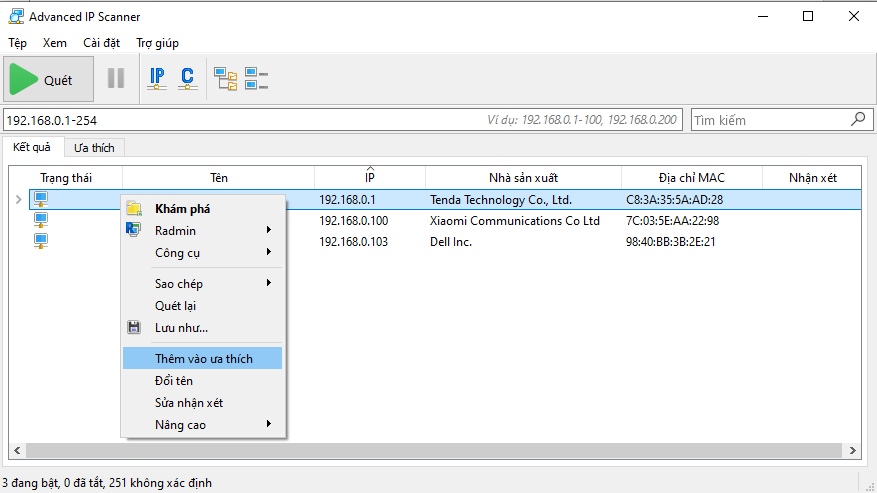 Advanced IP Scanner
Tệp Xem Cài đặt Trợ giúp
Quét IP C
192.168.0.1-254 Ví dụ: 192.168.0.1-100, 192.168.0.200 Tìm kiếm
Kết quả Ưa thích
Trạng thái Tên IP Nhà sản xuất Địa chỉ MAC Nhận xét
192.168.0.1 Tenda Technology Co., Ltd. C8:3A:35:5A:AD:28
192.168.0.100 Xiaomi Communications Co Ltd 7C:03:5E:AA:22:98
192.168.0.103 Dell Inc. 98:40:BB:3B:2E:21
Khám phá
Radmin
Công cụ
Sao chép
Quét lại
Lưu như...
Thêm vào ưa thích
Đổi tên
Sửa nhận xét
Nâng cao
3 đang bật, 0 đã tắt, 251 không xác định